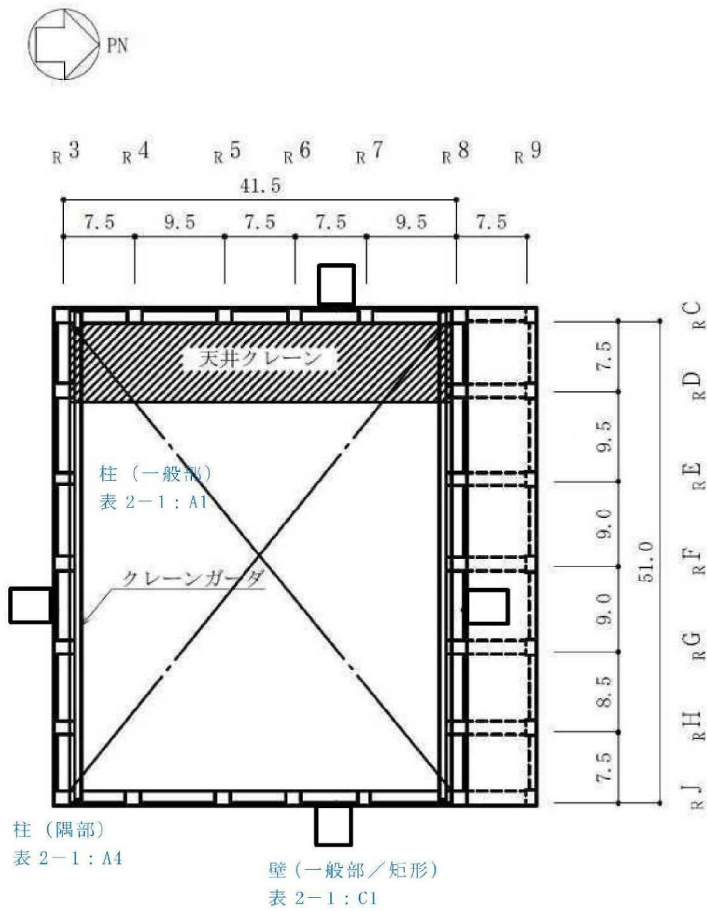 PN
R3 R4 R5 R6 R7 R8 R9
41.5
7.5 9.5 7.5 7.5 9.5 7.5
天井クレーン
柱（一般部）
表 2-1：A1
クレーンガーダ
RC
RD
RE
RF
RG
RH
RJ
7.5
9.5
9.0
9.0
8.5
7.5
51.0
柱（隅部）
表 2-1：A4
壁（一般部／矩形）
表 2-1：C1